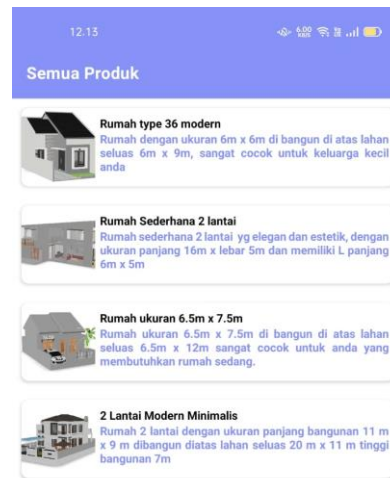 12.13
6.00
KB/S
Semua Produk
Rumah type 36 modern
Rumah dengan ukuran 6m x 6m di bangun di atas lahan
seluas 6m x 9m, sangat cocok untuk keluarga kecil
anda
Rumah Sederhana 2 lantai
Rumah sederhana 2 lantai yg elegan dan estetik, dengan
ukuran panjang 16m x lebar 5m dan memiliki L panjang
6m x 5m
Rumah ukuran 6.5m x 7.5m
Rumah ukuran 6.5m x 7.5m di bangun di atas lahan
seluas 6.5m x 12m sangat cocok untuk anda yang
membutuhkan rumah sedang.
2 Lantai Modern Minimalis
Rumah 2 lantai dengan ukuran panjang bangunan 11 m
x 9 m dibangun diatas lahan seluas 20 m x 11 m tinggi
bangunan 7m